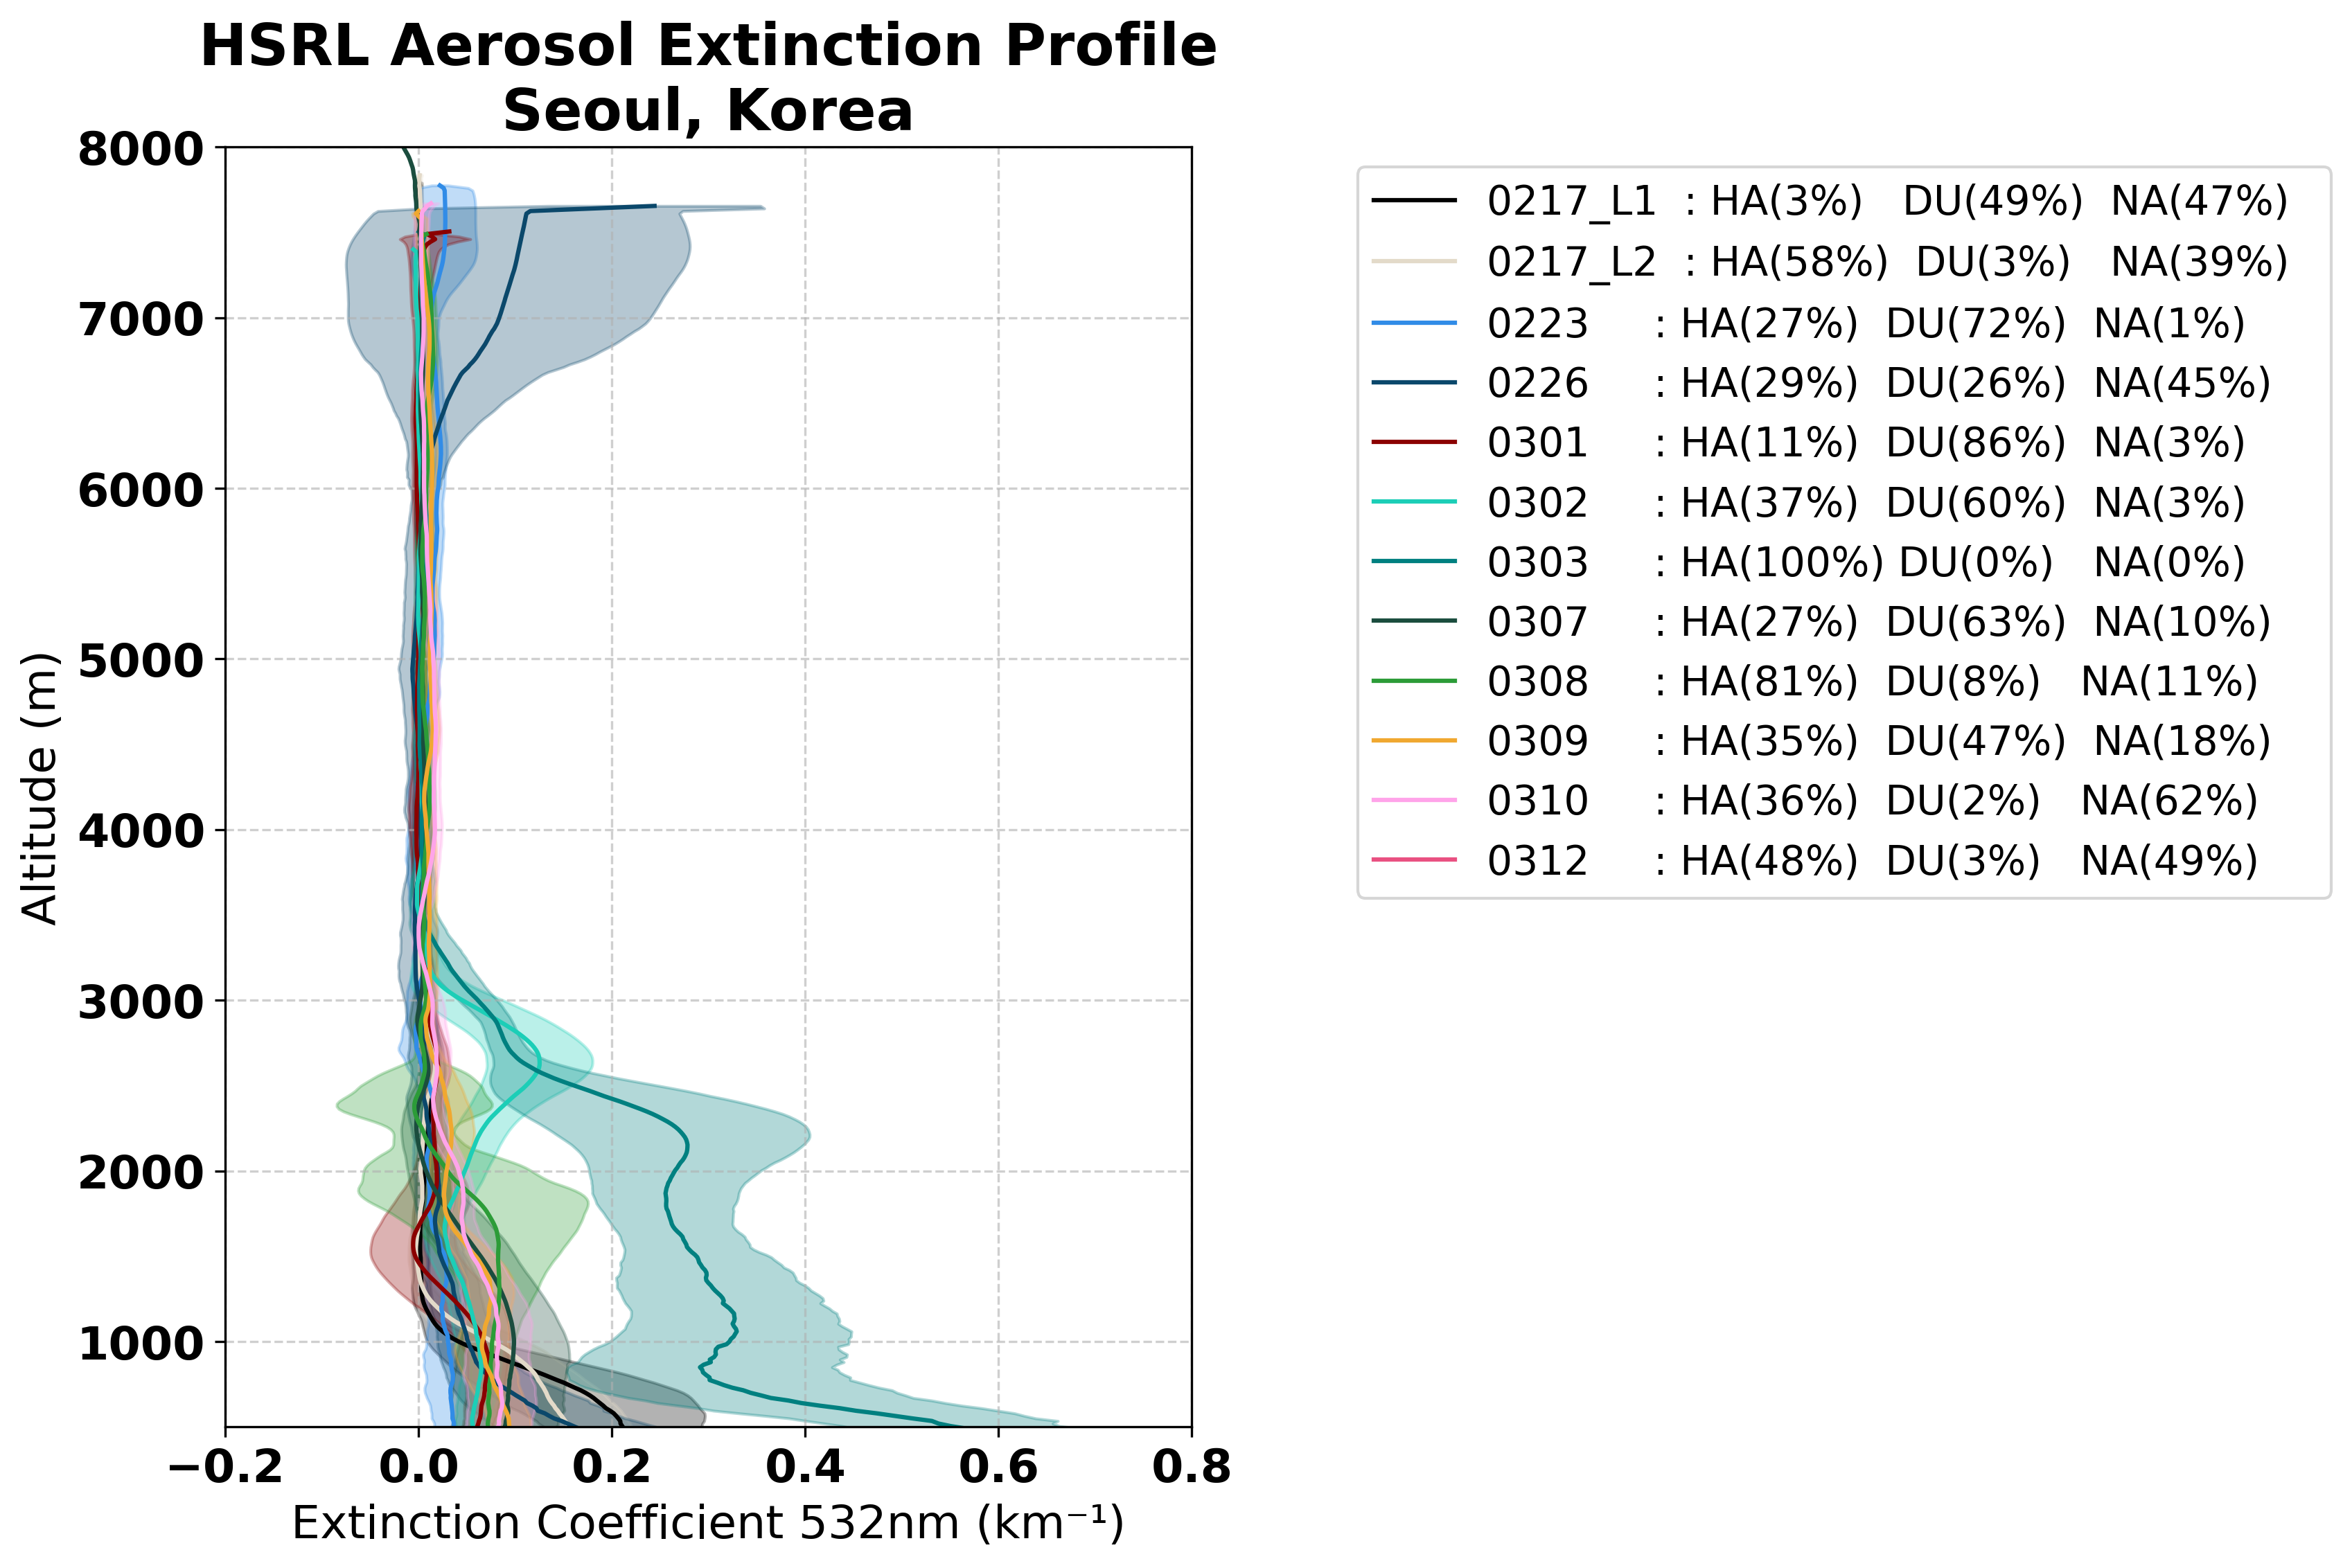 HSRL Aerosol Extinction Profile
Seoul, Korea
8000
7000
6000
5000
4000
3000
2000
1000
Altitude (m)
−0.2 0.0 0.2 0.4 0.6 0.8
Extinction Coefficient 532nm (km⁻¹)
0217_L1 : HA(3%) DU(49%) NA(47%)
0217_L2 : HA(58%) DU(3%) NA(39%)
0223 : HA(27%) DU(72%) NA(1%)
0226 : HA(29%) DU(26%) NA(45%)
0301 : HA(11%) DU(86%) NA(3%)
0302 : HA(37%) DU(60%) NA(3%)
0303 : HA(100%) DU(0%) NA(0%)
0307 : HA(27%) DU(63%) NA(10%)
0308 : HA(81%) DU(8%) NA(11%)
0309 : HA(35%) DU(47%) NA(18%)
0310 : HA(36%) DU(2%) NA(62%)
0312 : HA(48%) DU(3%) NA(49%)